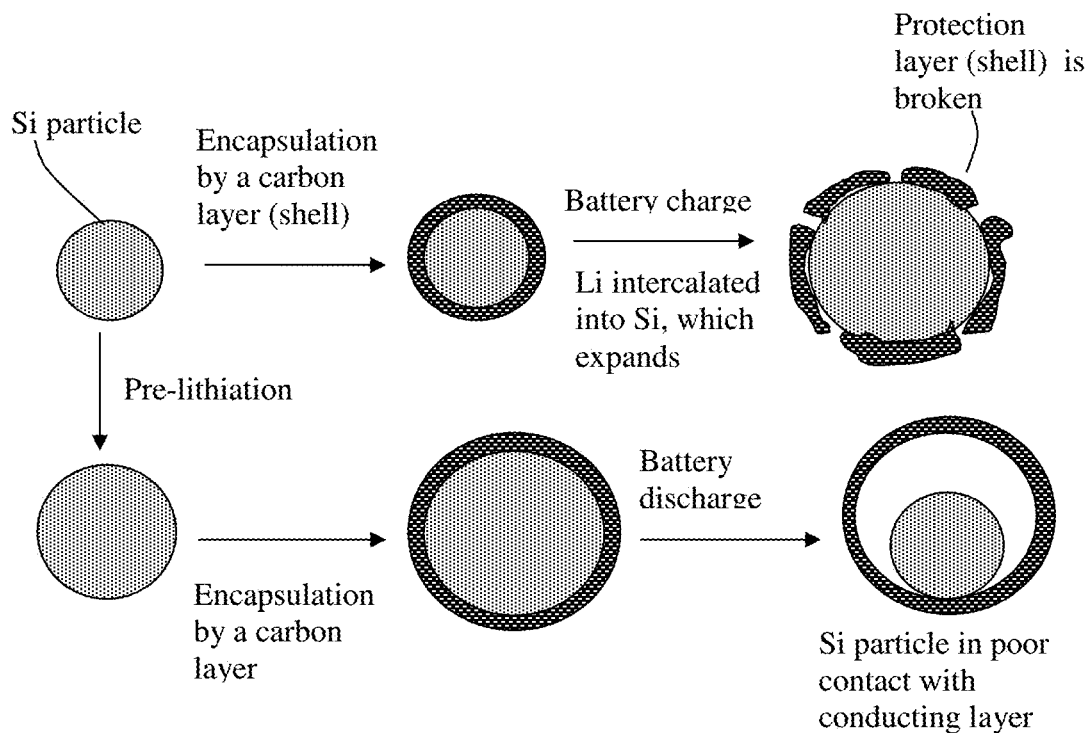 Protection
layer (shell) is
broken
Si particle
Encapsulation
by a carbon
layer (shell)
Battery charge
Li intercalated
into Si, which
expands
Pre-lithiation
Battery
discharge
Encapsulation
by a carbon
layer
Si particle in poor
contact with
conducting layer